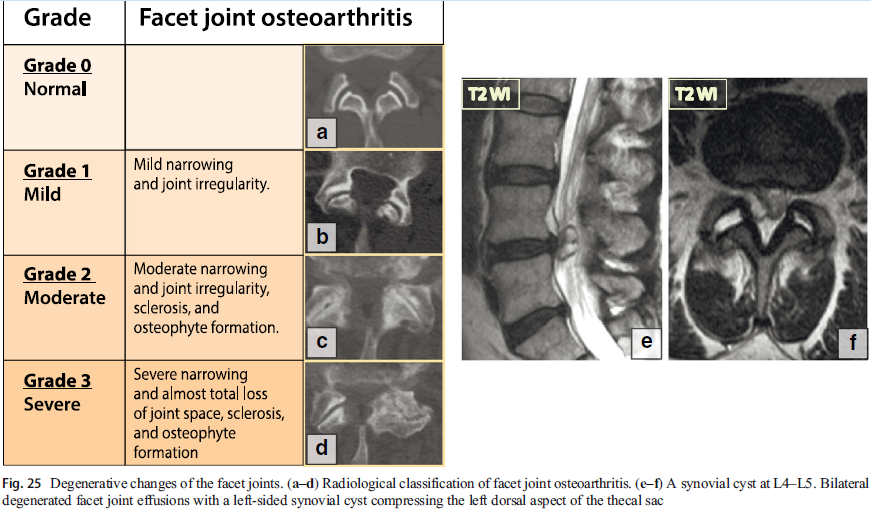 Grade
Facet joint osteoarthritis
Grade 0
Normal
a
Grade 1
Mild
Mild narrowing
and joint irregularity.
b
Grade 2
Moderate
Moderate narrowing
and joint irregularity,
sclerosis, and
osteophyte formation.
c
Grade 3
Severe
Severe narrowing
and almost total loss
of joint space, sclerosis,
and osteophyte
formation
d
T2WI
e
T2WI
f
Fig. 25 Degenerative changes of the facet joints. (a–d) Radiological classification of facet joint osteoarthritis. (e–f) A synovial cyst at L4–L5. Bilateral
degenerated facet joint effusions with a left-sided synovial cyst compressing the left dorsal aspect of the thecal sac